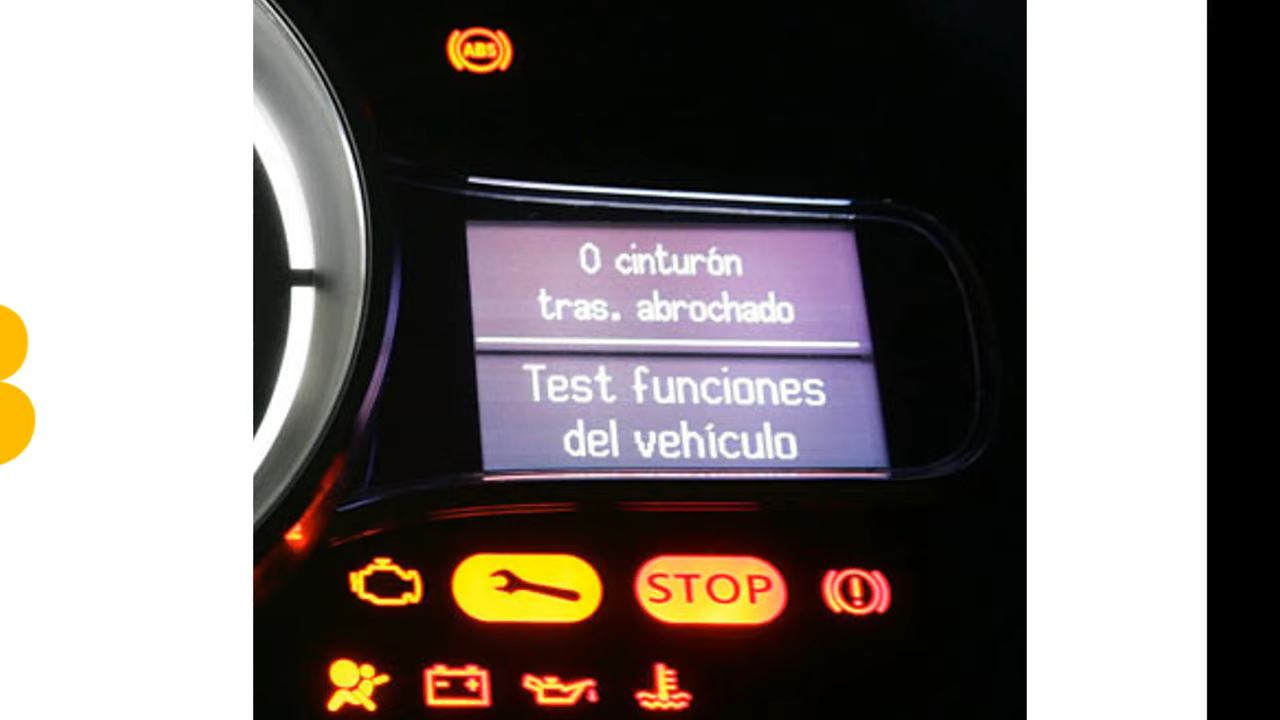 ABS
0 cinturón
tras. abrochado
Test funciones
del vehículo
STOP